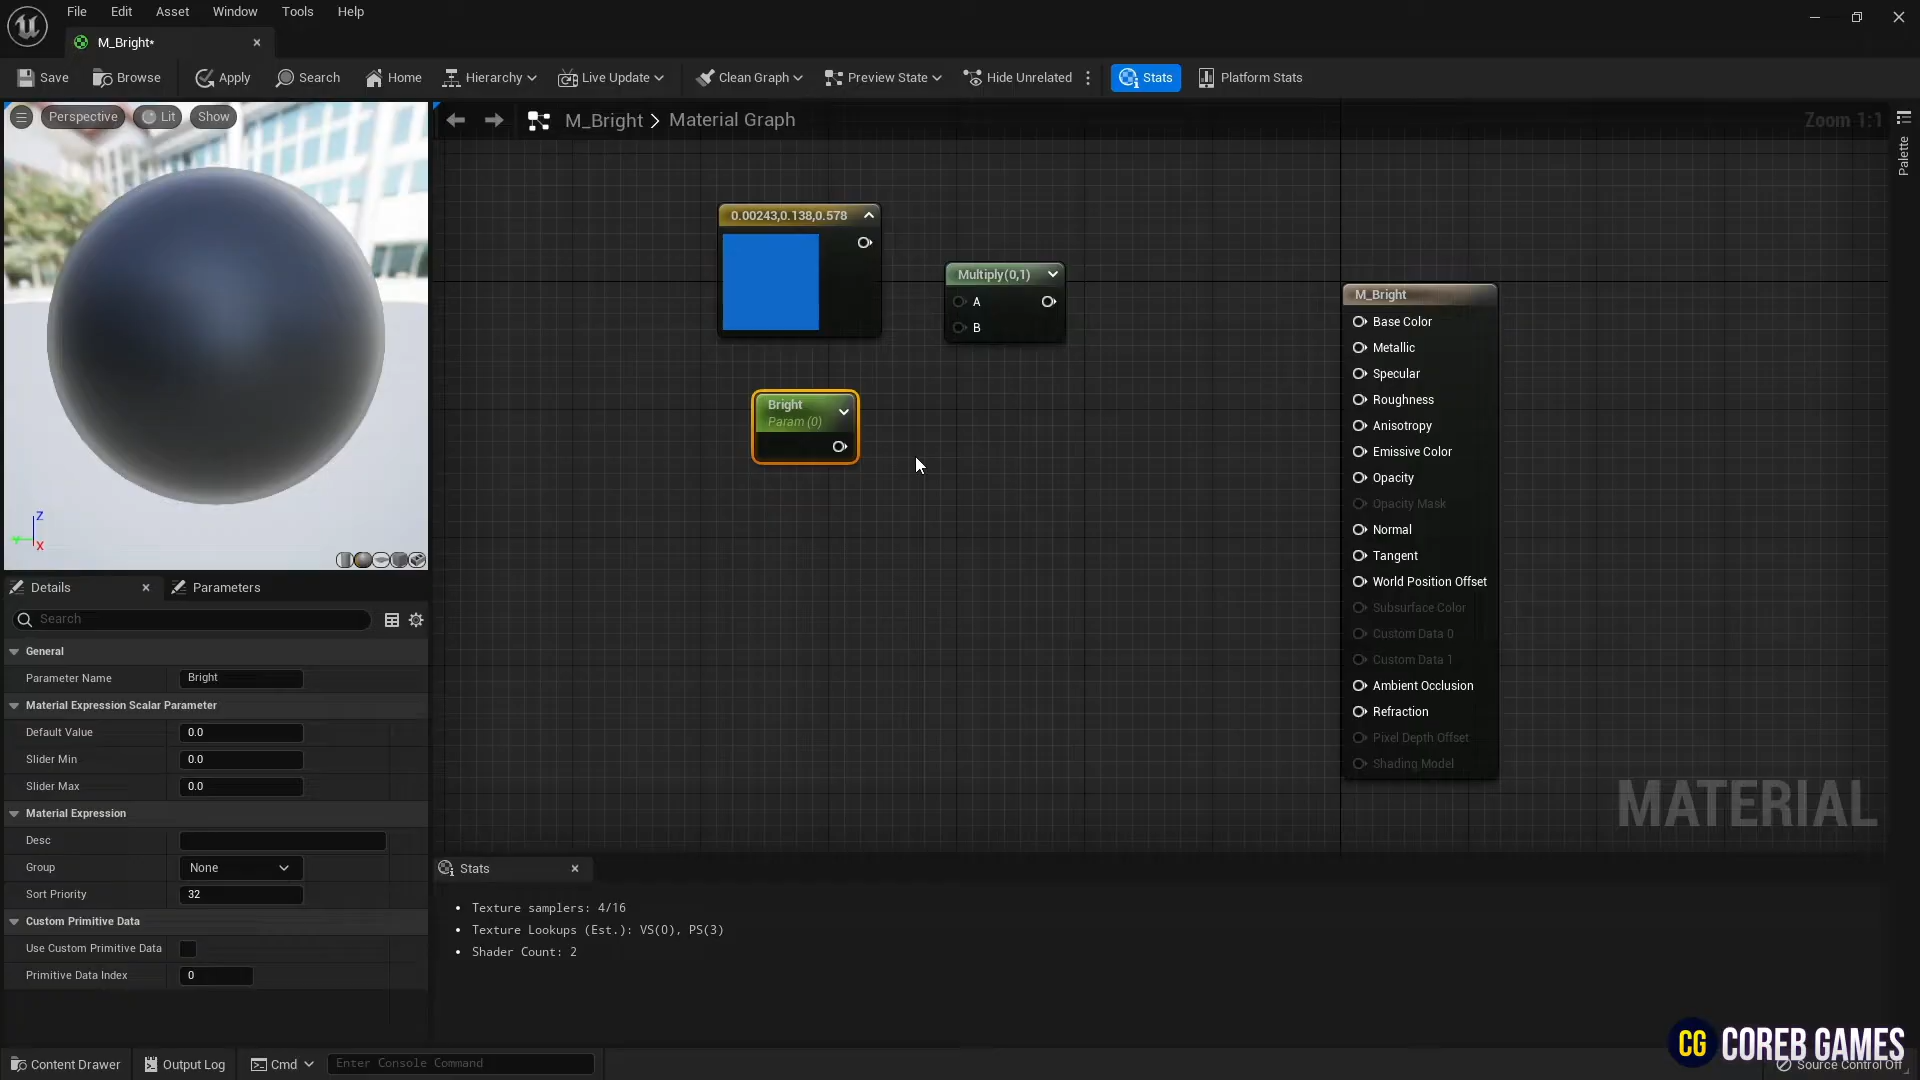 File Edit Asset Window Tools Help
M_Bright*
Save Browse Apply Search Home Hierarchy Live Update Clean Graph Preview State Hide Unrelated Stats Platform Stats
Perspective Lit Show
M_Bright > Material Graph
Zoom 1:1
Palette
0.00243,0.138,0.578
Multiply(0,1)
A
B
Bright
Param (0)
M_Bright
Base Color
Metallic
Specular
Roughness
Anisotropy
Emissive Color
Opacity
Opacity Mask
Normal
Tangent
World Position Offset
Subsurface Color
Custom Data 0
Custom Data 1
Ambient Occlusion
Refraction
Pixel Depth Offset
Shading Model
MATERIAL
Z
Y
X
Details Parameters
Search
General
Parameter Name Bright
Material Expression Scalar Parameter
Default Value 0.0
Slider Min 0.0
Slider Max 0.0
Material Expression
Desc
Group None
Sort Priority 32
Custom Primitive Data
Use Custom Primitive Data
Primitive Data Index 0
Stats
• Texture samplers: 4/16
• Texture Lookups (Est.): VS(0), PS(3)
• Shader Count: 2
Content Drawer Output Log Cmd Enter Console Command
CG COREB GAMES
Source Control Off